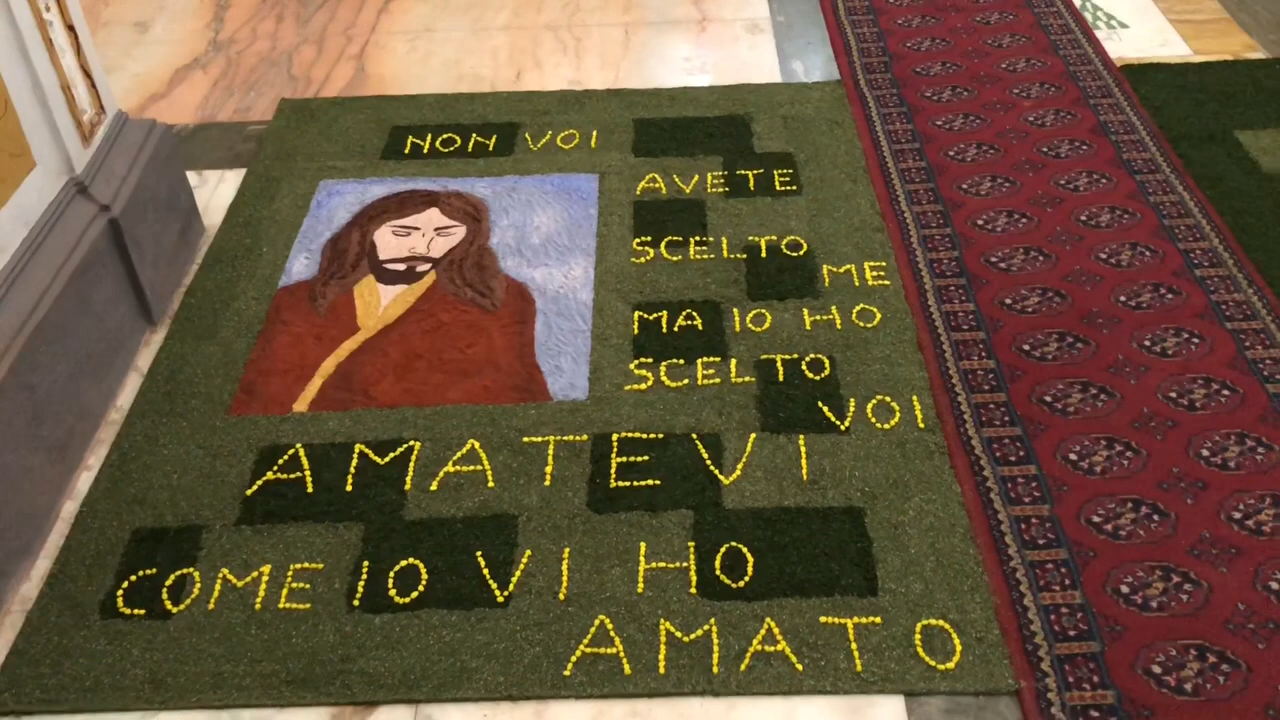 NON VOI
AVETE
SCELTO
ME
MA IO HO
SCELTO
VOI
AMATEVI
COME IO VI HO
AMATO